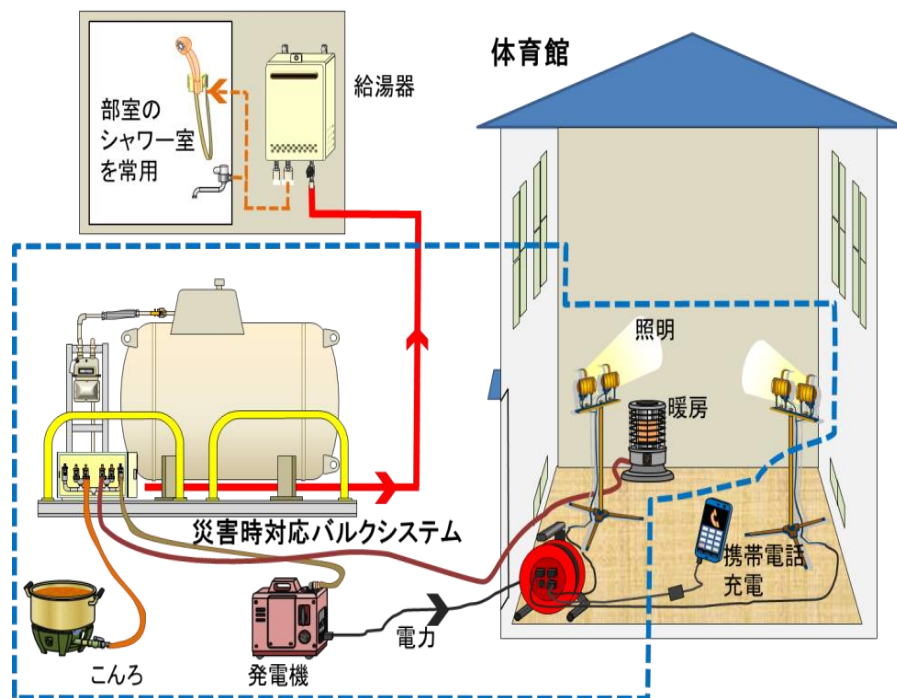 体育館
給湯器
部室の
シャワー室
を常用
照明
暖房
災害時対応バルクシステム
携帯電話
充電
電力
こんろ
発電機